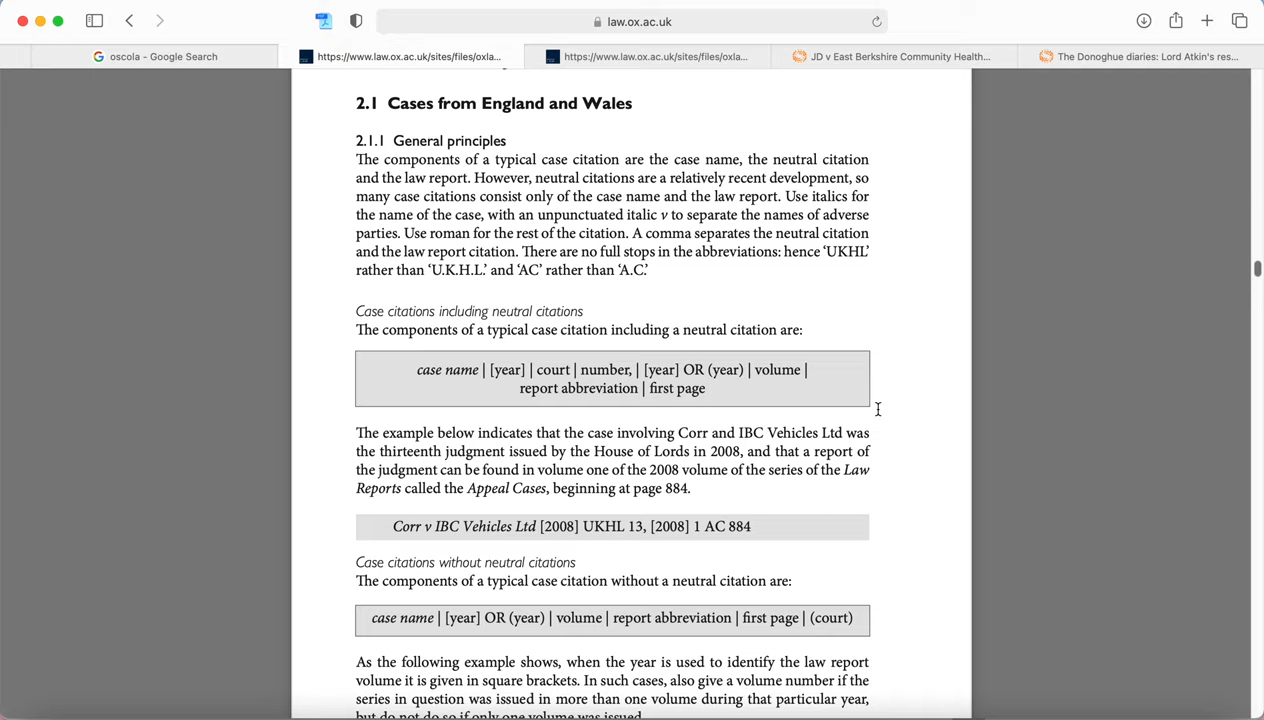 law.ox.ac.uk
oscola - Google Search
https://www.law.ox.ac.uk/sites/files/oxla...
https://www.law.ox.ac.uk/sites/files/oxla...
JD v East Berkshire Community Health...
The Donoghue diaries: Lord Atkin's res...
2.1 Cases from England and Wales
2.1.1 General principles
The components of a typical case citation are the case name, the neutral citation
and the law report. However, neutral citations are a relatively recent development, so
many case citations consist only of the case name and the law report. Use italics for
the name of the case, with an unpunctuated italic v to separate the names of adverse
parties. Use roman for the rest of the citation. A comma separates the neutral citation
and the law report citation. There are no full stops in the abbreviations: hence ‘UKHL’
rather than ‘U.K.H.L.’ and ‘AC’ rather than ‘A.C.’
Case citations including neutral citations
The components of a typical case citation including a neutral citation are:
case name | [year] | court | number, | [year] OR (year) | volume |
report abbreviation | first page
The example below indicates that the case involving Corr and IBC Vehicles Ltd was
the thirteenth judgment issued by the House of Lords in 2008, and that a report of
the judgment can be found in volume one of the 2008 volume of the series of the Law
Reports called the Appeal Cases, beginning at page 884.
Corr v IBC Vehicles Ltd [2008] UKHL 13, [2008] 1 AC 884
Case citations without neutral citations
The components of a typical case citation without a neutral citation are:
case name | [year] OR (year) | volume | report abbreviation | first page | (court)
As the following example shows, when the year is used to identify the law report
volume it is given in square brackets. In such cases, also give a volume number if the
series in question was issued in more than one volume during that particular year,
but do not do so if only one volume was issued.